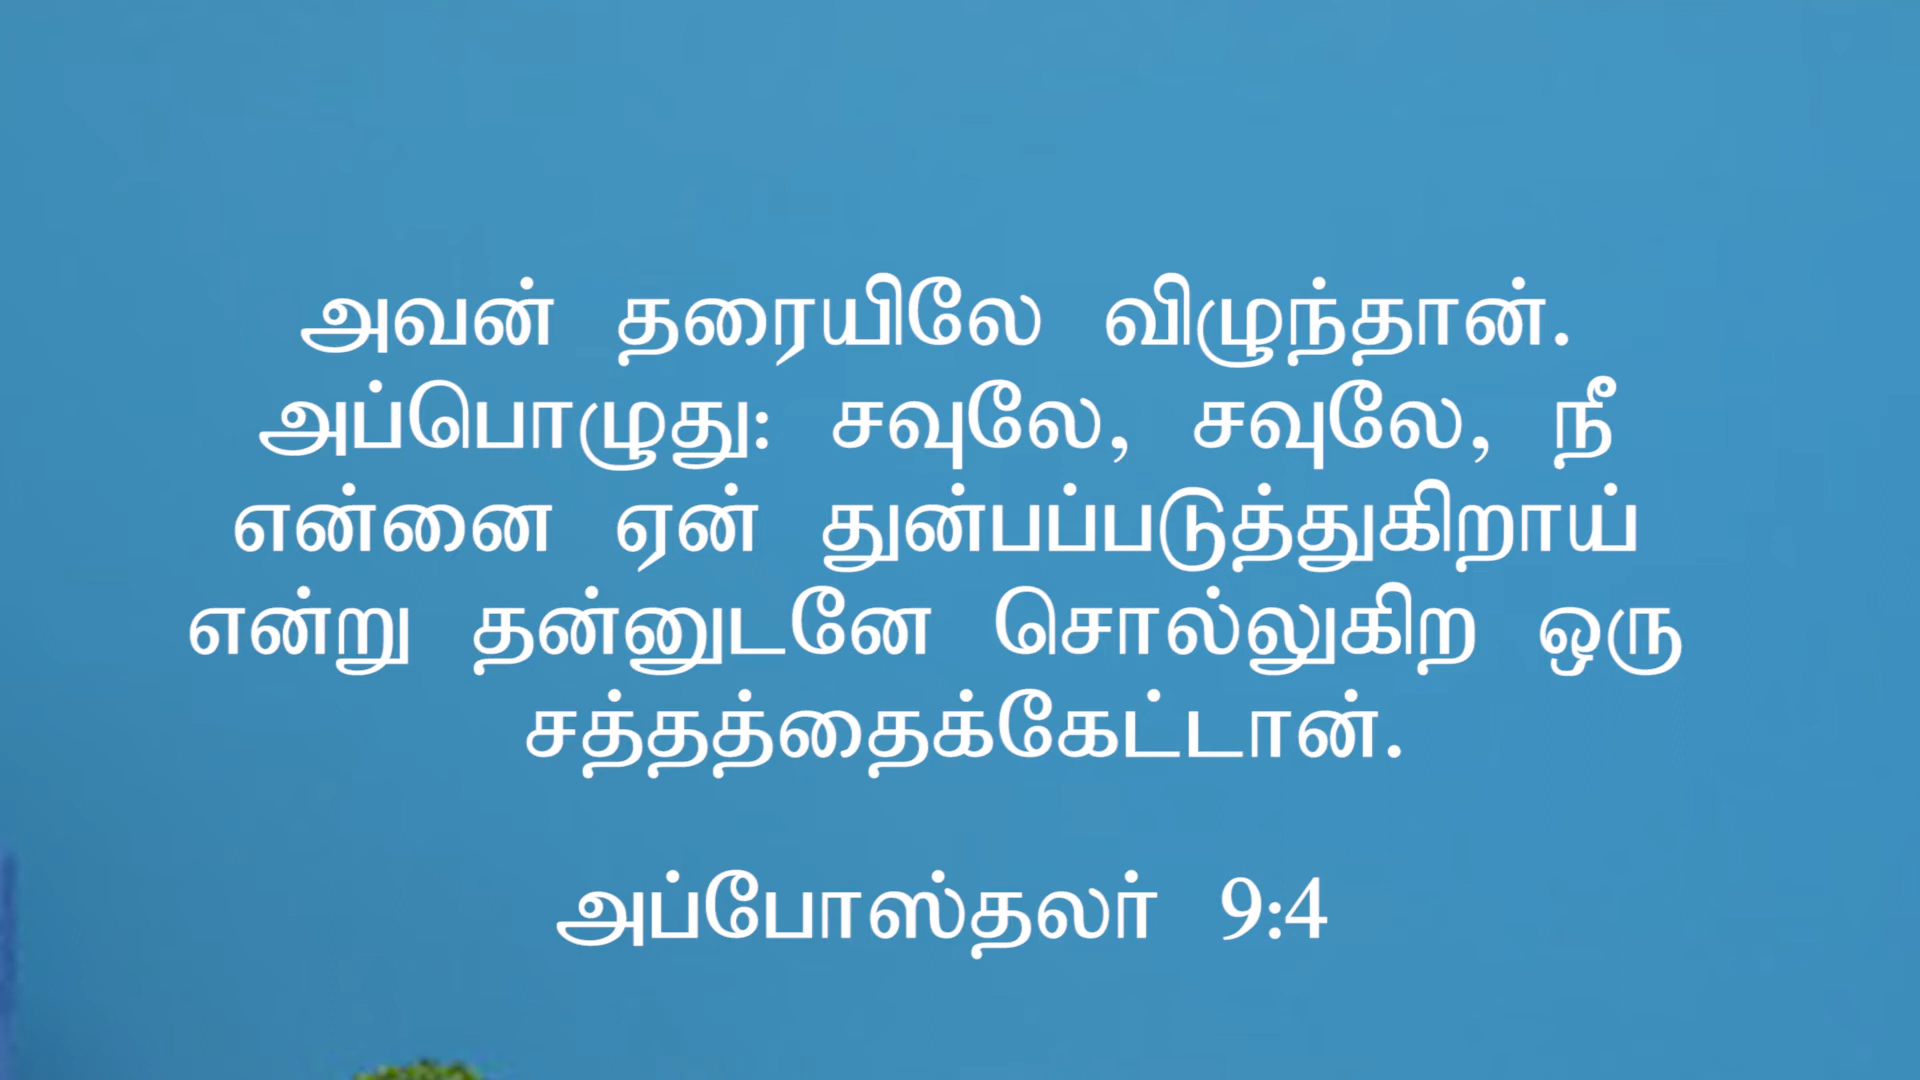 அவன் தரையிலே விழுந்தான்.
அப்பொழுது: சவுலே, சவுலே, நீ
என்னை ஏன் துன்பப்படுத்துகிறாய்
என்று தன்னுடனே சொல்லுகிற ஒரு
சத்தத்தைக்கேட்டான்.
அப்போஸ்தலர் 9:4